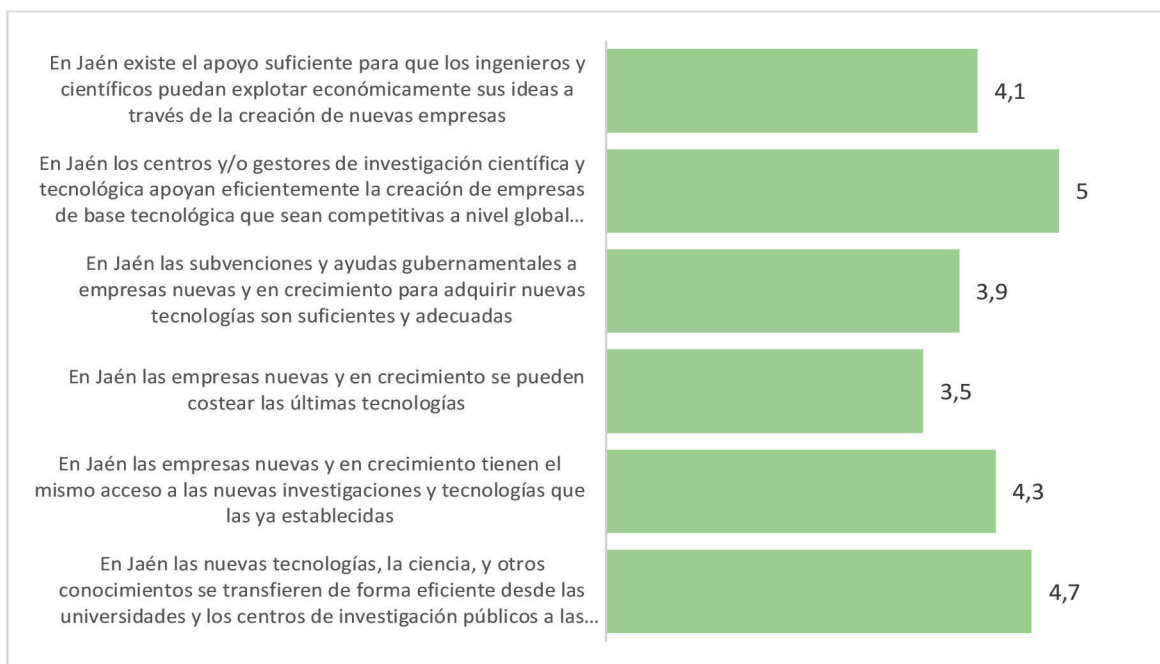 En Jaén existe el apoyo suficiente para que los ingenieros y
científicos puedan explotar económicamente sus ideas a
través de la creación de nuevas empresas
4,1
En Jaén los centros y/o gestores de investigación científica y
tecnológica apoyan eficientemente la creación de empresas
de base tecnológica que sean competitivas a nivel global...
5
En Jaén las subvenciones y ayudas gubernamentales a
empresas nuevas y en crecimiento para adquirir nuevas
tecnologías son suficientes y adecuadas
3,9
En Jaén las empresas nuevas y en crecimiento se pueden
costear las últimas tecnologías
3,5
En Jaén las empresas nuevas y en crecimiento tienen el
mismo acceso a las nuevas investigaciones y tecnologías que
las ya establecidas
4,3
En Jaén las nuevas tecnologías, la ciencia, y otros
conocimientos se transfieren de forma eficiente desde las
universidades y los centros de investigación públicos a las...
4,7